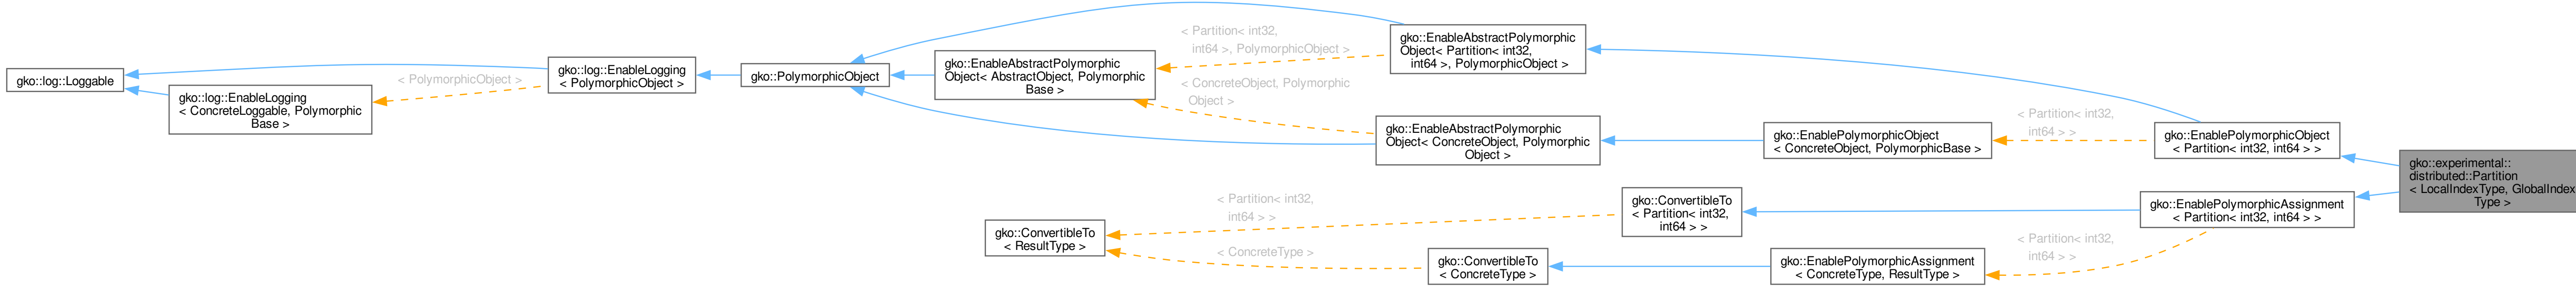 gko::log::Loggable
gko::log::EnableLogging
< ConcreteLoggable, Polymorphic
Base >
< PolymorphicObject >
gko::log::EnableLogging
< PolymorphicObject >
gko::PolymorphicObject
gko::EnableAbstractPolymorphic
Object< AbstractObject, Polymorphic
Base >
< Partition< int32,
int64 >, PolymorphicObject >
< ConcreteObject, Polymorphic
Object >
gko::EnableAbstractPolymorphic
Object< Partition< int32,
int64 >, PolymorphicObject >
gko::EnableAbstractPolymorphic
Object< ConcreteObject, Polymorphic
Object >
gko::EnablePolymorphicObject
< ConcreteObject, PolymorphicBase >
< Partition< int32,
int64 > >
gko::EnablePolymorphicObject
< Partition< int32, int64 > >
gko::experimental::
distributed::Partition
< LocalIndexType, GlobalIndex
Type >
gko::ConvertibleTo
< ResultType >
< Partition< int32,
int64 > >
< ConcreteType >
gko::ConvertibleTo
< Partition< int32,
int64 > >
gko::ConvertibleTo
< ConcreteType >
gko::EnablePolymorphicAssignment
< ConcreteType, ResultType >
< Partition< int32,
int64 > >
gko::EnablePolymorphicAssignment
< Partition< int32, int64 > >